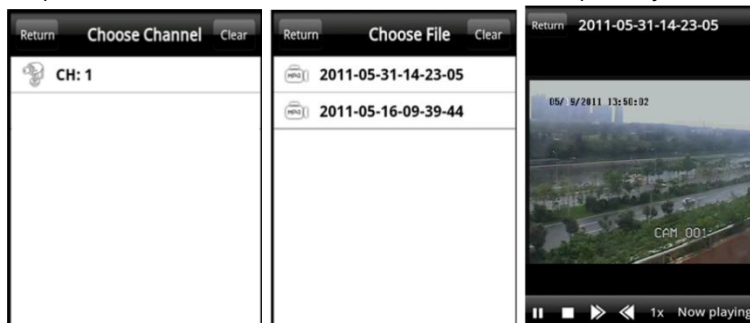 Return Choose Channel Clear
CH: 1
Return Choose File Clear
MPG 2011-05-31-14-23-05
MPG 2011-05-16-09-39-44
Return 2011-05-31-14-23-05
05/ 9/2011 13:50:02
CAM 001
1x Now playing